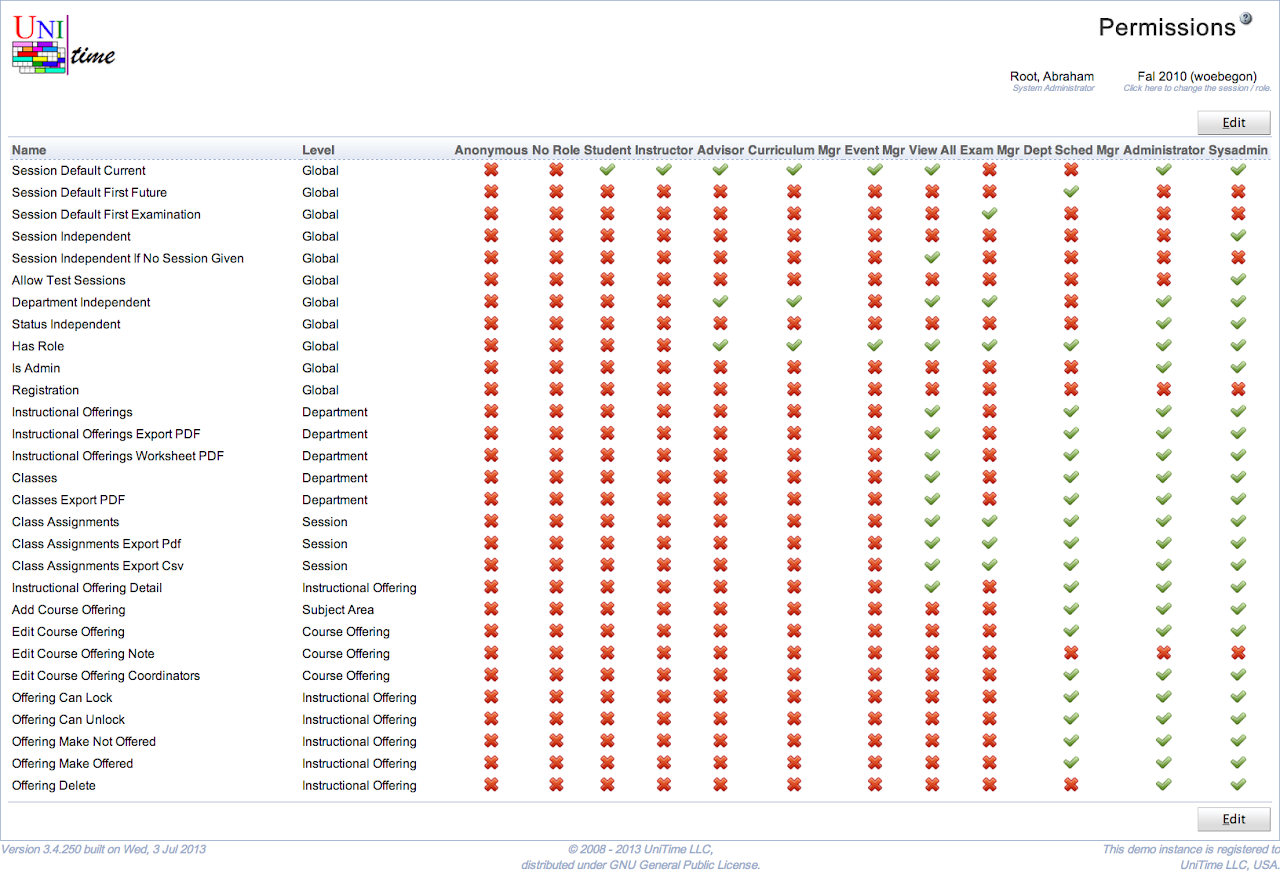 UNI
time
Permissions
Root, Abraham
System Administrator
Fal 2010 (woebegon)
Click here to change the session / role.
Edit
Name Level Anonymous No Role Student Instructor Advisor Curriculum Mgr Event Mgr View All Exam Mgr Dept Sched Mgr Administrator Sysadmin
Session Default Current Global
Session Default First Future Global
Session Default First Examination Global
Session Independent Global
Session Independent If No Session Given Global
Allow Test Sessions Global
Department Independent Global
Status Independent Global
Has Role Global
Is Admin Global
Registration Global
Instructional Offerings Department
Instructional Offerings Export PDF Department
Instructional Offerings Worksheet PDF Department
Classes Department
Classes Export PDF Department
Class Assignments Session
Class Assignments Export Pdf Session
Class Assignments Export Csv Session
Instructional Offering Detail Instructional Offering
Add Course Offering Subject Area
Edit Course Offering Course Offering
Edit Course Offering Note Course Offering
Edit Course Offering Coordinators Course Offering
Offering Can Lock Instructional Offering
Offering Can Unlock Instructional Offering
Offering Make Not Offered Instructional Offering
Offering Make Offered Instructional Offering
Offering Delete Instructional Offering
Edit
Version 3.4.250 built on Wed, 3 Jul 2013
© 2008 - 2013 UniTime LLC,
distributed under GNU General Public License.
This demo instance is registered to
UniTime LLC, USA.